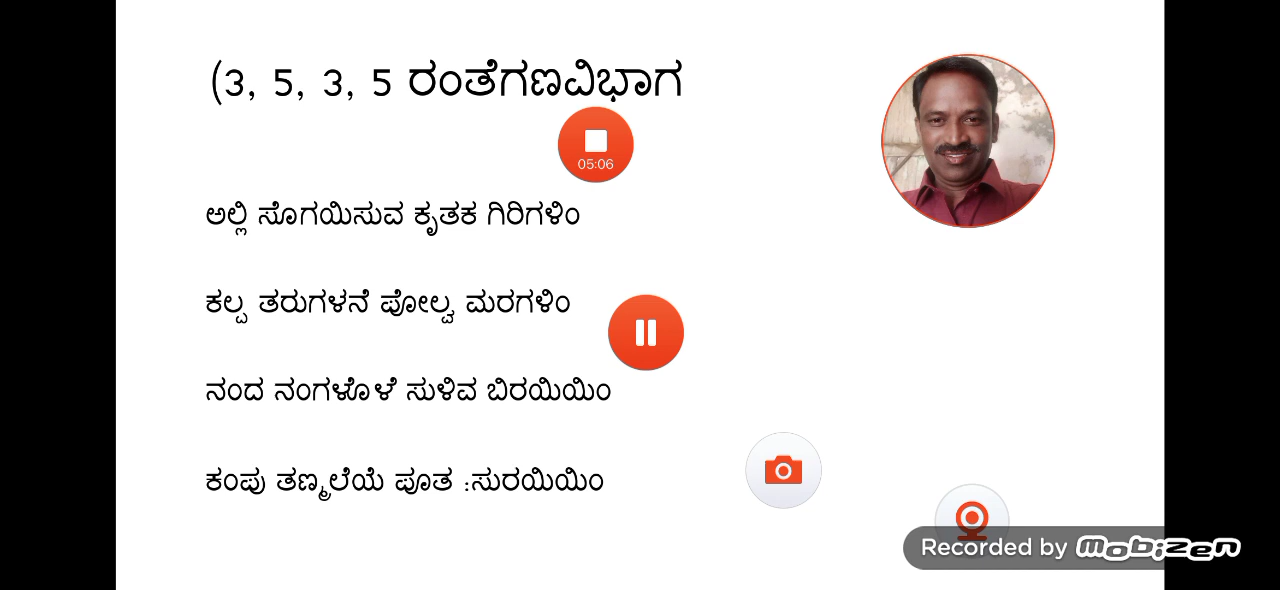 (3, 5, 3, 5 ರಂತೆಗಣವಿಭಾಗ
05:06
ಅಲ್ಲಿ ಸೊಗಯಿಸುವ ಕೃತಕ ಗಿರಿಗಳಿಂ
ಕಲ್ಪ ತರುಗಳನೆ ಪೋಲ್ವ ಮರಗಳಿಂ
ನಂದ ನಂಗಳೊಳೆ ಸುಳಿವ ಬಿರಯಿಯಿಂ
ಕಂಪು ತಣ್ಮಲೆಯೆ ಪೂತ :ಸುರಯಿಯಿಂ
Recorded by Mobizen